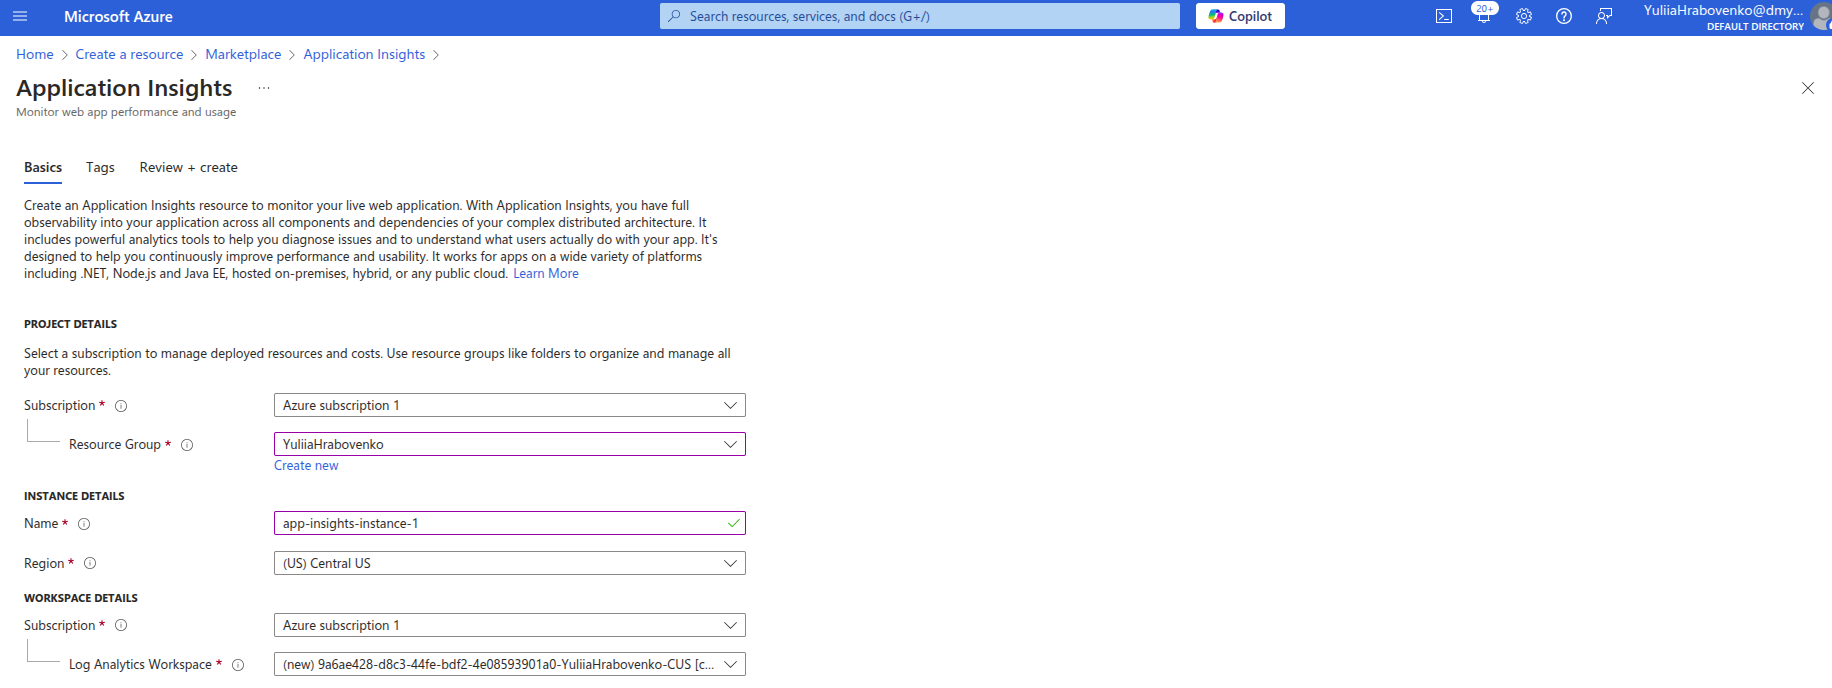 Microsoft Azure
Search resources, services, and docs (G+/)
Copilot
20+
YuliiaHrabovenko@dmy...
DEFAULT DIRECTORY
Home > Create a resource > Marketplace > Application Insights >
Application Insights ...
Monitor web app performance and usage
Basics Tags Review + create
Create an Application Insights resource to monitor your live web application. With Application Insights, you have full
observability into your application across all components and dependencies of your complex distributed architecture. It
includes powerful analytics tools to help you diagnose issues and to understand what users actually do with your app. It's
designed to help you continuously improve performance and usability. It works for apps on a wide variety of platforms
including .NET, Node.js and Java EE, hosted on-premises, hybrid, or any public cloud. Learn More
PROJECT DETAILS
Select a subscription to manage deployed resources and costs. Use resource groups like folders to organize and manage all
your resources.
Subscription * Azure subscription 1
Resource Group * YuliiaHrabovenko
Create new
INSTANCE DETAILS
Name * app-insights-instance-1
Region * (US) Central US
WORKSPACE DETAILS
Subscription * Azure subscription 1
Log Analytics Workspace * (new) 9a6ae428-d8c3-44fe-bdf2-4e08593901a0-YuliiaHrabovenko-CUS [c...